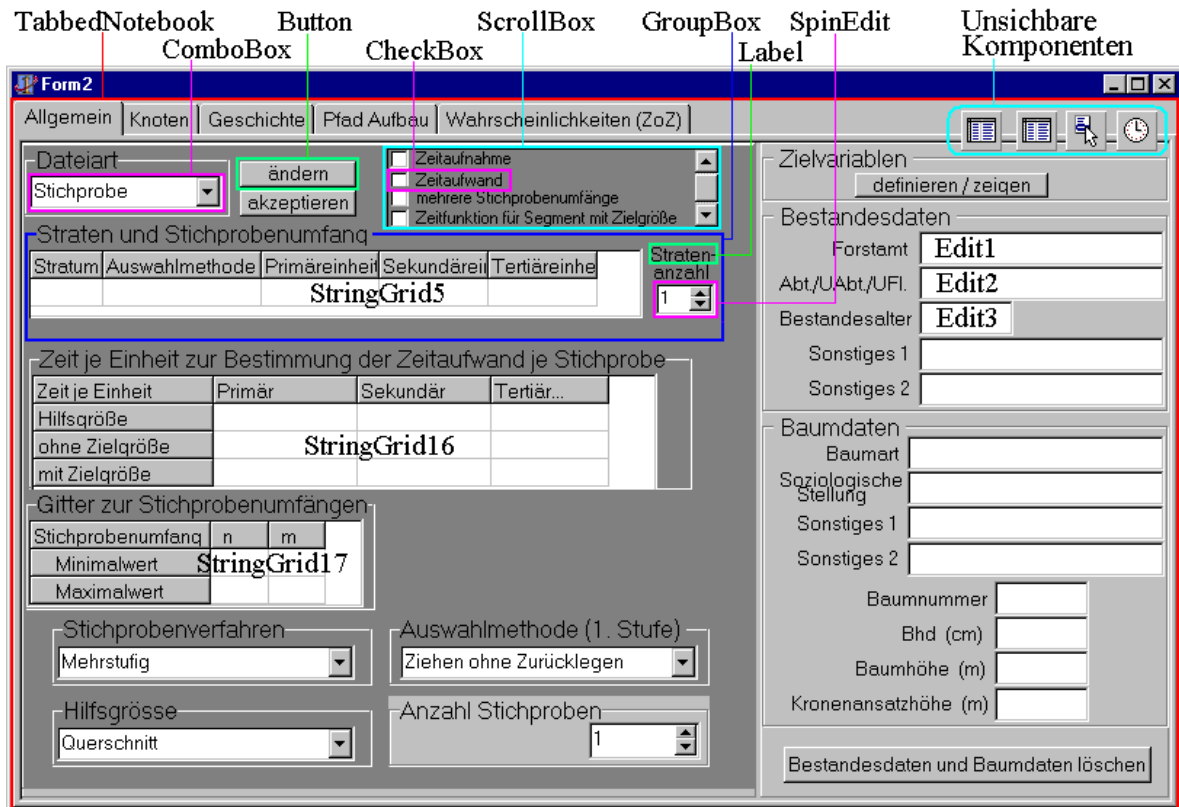 TabbedNotebook Button ScrollBox GroupBox SpinEdit Unsichbare
ComboBox CheckBox Label Komponenten
Form2
Allgemein Knoten Geschichte Pfad Aufbau Wahrscheinlichkeiten (ZoZ)
Dateiart
Stichprobe
ändern
akzeptieren
Zeitaufnahme
Zeitaufwand
mehrere Stichprobenumfänge
Zeitfunktion für Segment mit Zielgröße
Straten und Stichprobenumfang
Stratum Auswahlmethode Primäreinheit Sekundärein Tertiäreinhe
StringGrid5
Straten-
anzahl
1
Zeit je Einheit zur Bestimmung der Zeitaufwand je Stichprobe
Zeit je Einheit Primär Sekundär Tertiär...
Hilfsgröße
ohne Zielgröße StringGrid16
mit Zielgröße
Gitter zur Stichprobenumfängen
Stichprobenumfang n m
Minimalwert StringGrid17
Maximalwert
Stichprobenverfahren
Mehrstufig
Auswahlmethode (1. Stufe)
Ziehen ohne Zurücklegen
Hilfsgrösse
Querschnitt
Anzahl Stichproben
1
Zielvariablen
definieren / zeigen
Bestandesdaten
Forstamt Edit1
Abt./UAbt./UFl. Edit2
Bestandesalter Edit3
Sonstiges 1
Sonstiges 2
Baumdaten
Baumart
Soziologische
Stellung
Sonstiges 1
Sonstiges 2
Baumnummer
Bhd (cm)
Baumhöhe (m)
Kronenansatzhöhe (m)
Bestandesdaten und Baumdaten löschen